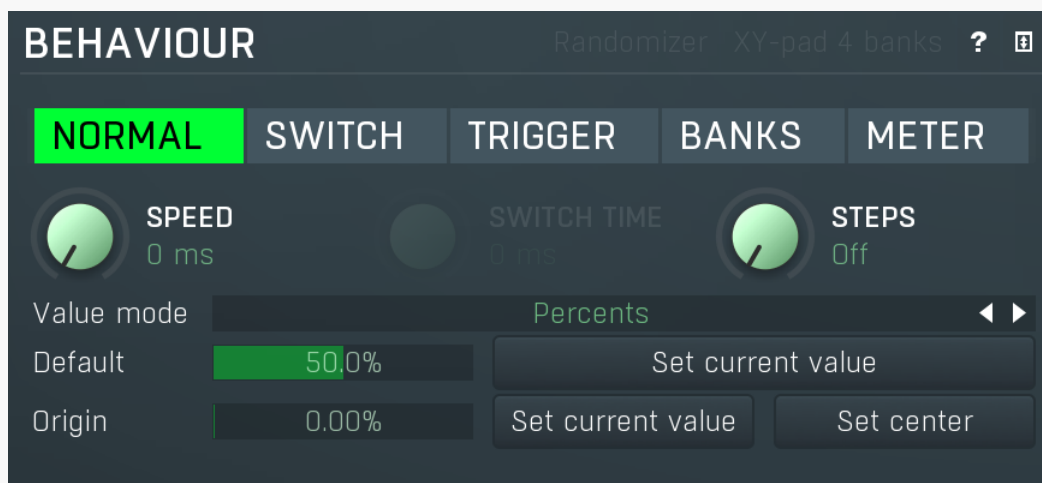 BEHAVIOUR Randomizer XY-pad 4 banks ?
NORMAL SWITCH TRIGGER BANKS METER
SPEED SWITCH TIME STEPS
0 ms 0 ms Off
Value mode Percents
Default 50.0% Set current value
Origin 0.00% Set current value Set center